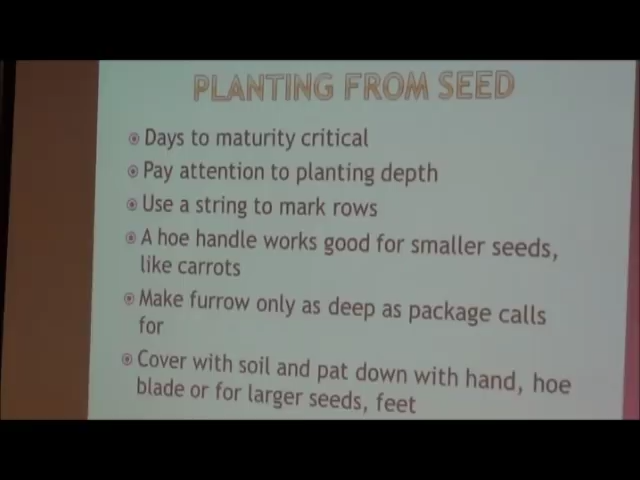 PLANTING FROM SEED
Days to maturity critical
Pay attention to planting depth
Use a string to mark rows
A hoe handle works good for smaller seeds,
like carrots
Make furrow only as deep as package calls
for
Cover with soil and pat down with hand, hoe
blade or for larger seeds, feet